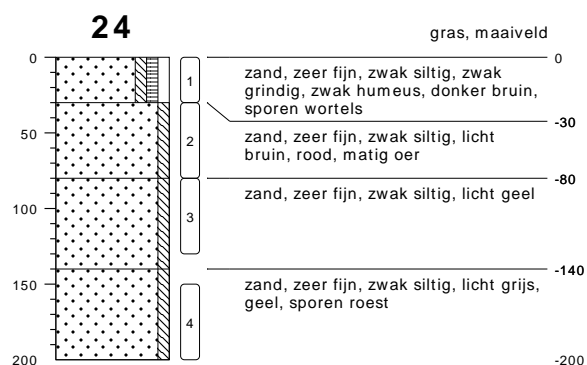 24
gras, maaiveld
0
50
100
150
200
1
2
3
4
zand, zeer fijn, zwak siltig, zwak
grindig, zwak humeus, donker bruin,
sporen wortels
zand, zeer fijn, zwak siltig, licht
bruin, rood, matig oer
zand, zeer fijn, zwak siltig, licht geel
zand, zeer fijn, zwak siltig, licht grijs,
geel, sporen roest
0
-30
-80
-140
-200